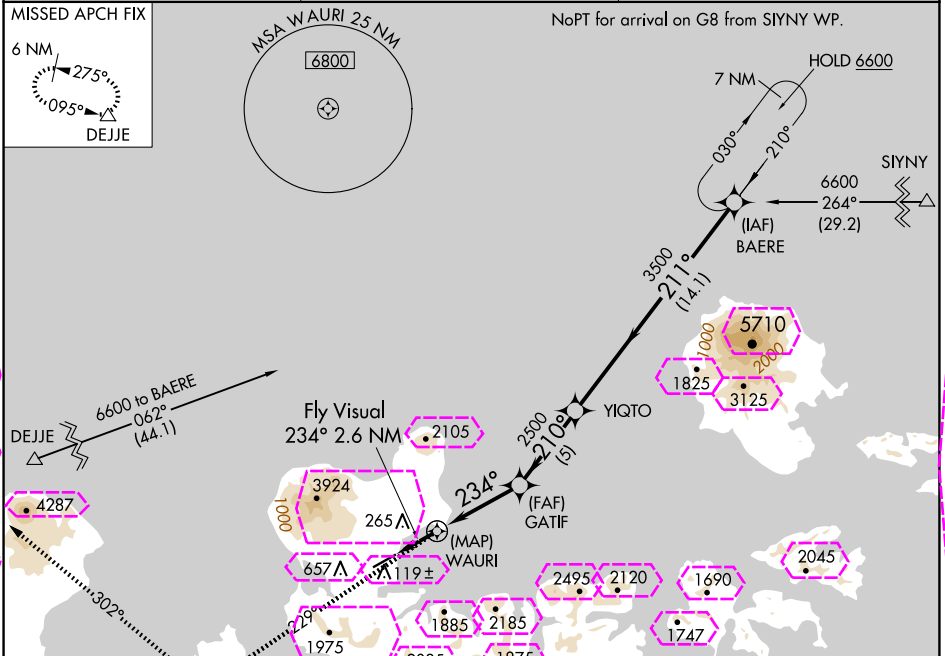 MISSED APCH FIX
6 NM
275°
095°
DEJJE
MSA WAURI 25 NM
6800
NoPT for arrival on G8 from SIYNY WP.
HOLD 6600
7 NM
030°
210°
SIYNY
6600
264°
(29.2)
(IAF)
BAERE
3500
211°
(14.1)
5710
1000
2000
1825
3125
6600 to BAERE
062°
(44.1)
DEJJE
Fly Visual
234° 2.6 NM
2105
YIQTO
2500
210°
(5)
234°
(FAF)
GATIF
4287
3924
1000
265
(MAP)
WAURI
657
119±
2495
2120
1690
2045
302°
229°
1975
1885
2185
1747